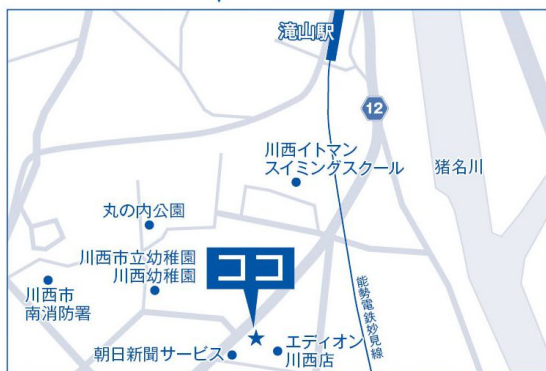 滝山駅
12
川西イトマン
スイミングスクール
猪名川
丸の内公園
川西市立幼稚園
川西幼稚園
ココ
川西市
南消防署
能勢電鉄妙見線
エディオン
川西店
朝日新聞サービス